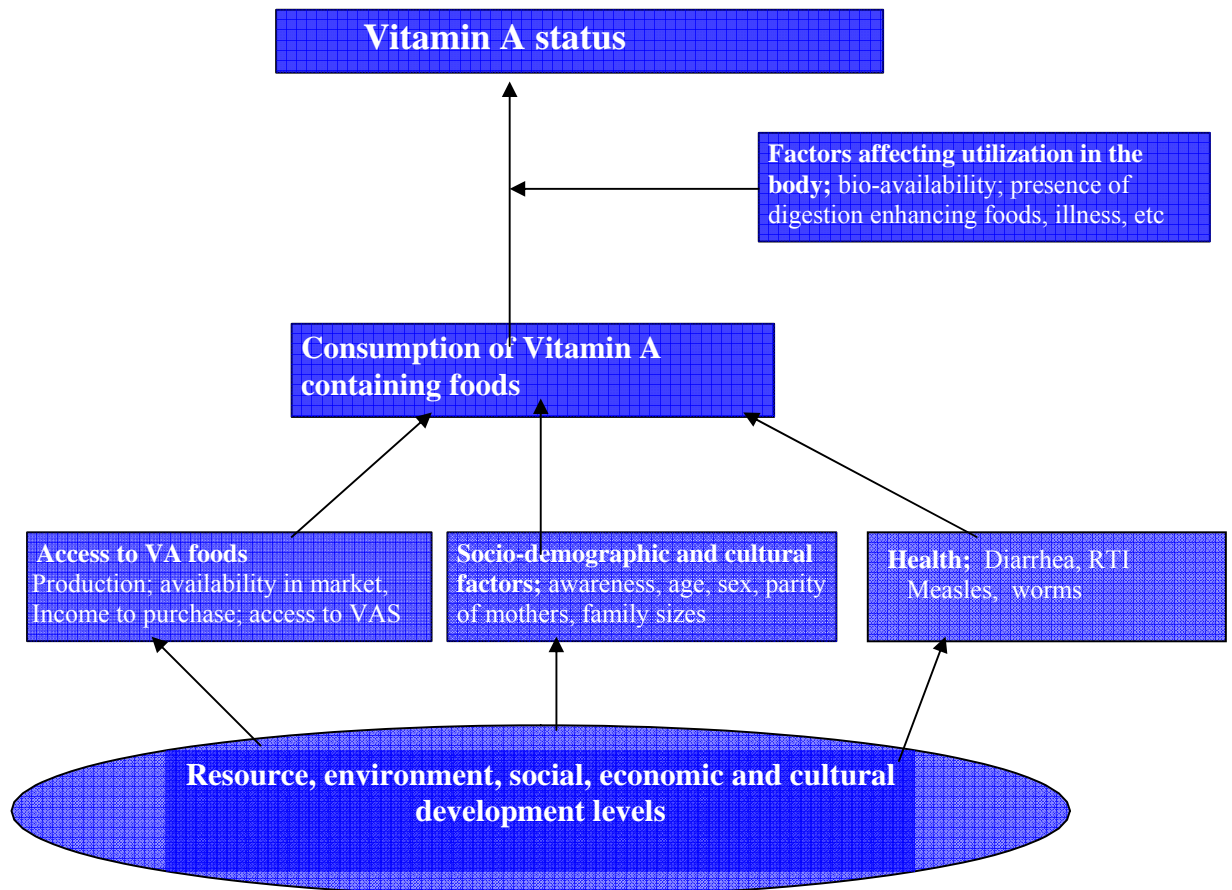 Vitamin A status
Factors affecting utilization in the
body; bio-availability; presence of
digestion enhancing foods, illness, etc
Consumption of Vitamin A
containing foods
Access to VA foods
Production; availability in market,
Income to purchase; access to VAS
Socio-demographic and cultural
factors; awareness, age, sex, parity
of mothers, family sizes
Health; Diarrhea, RTI
Measles, worms
Resource, environment, social, economic and cultural
development levels